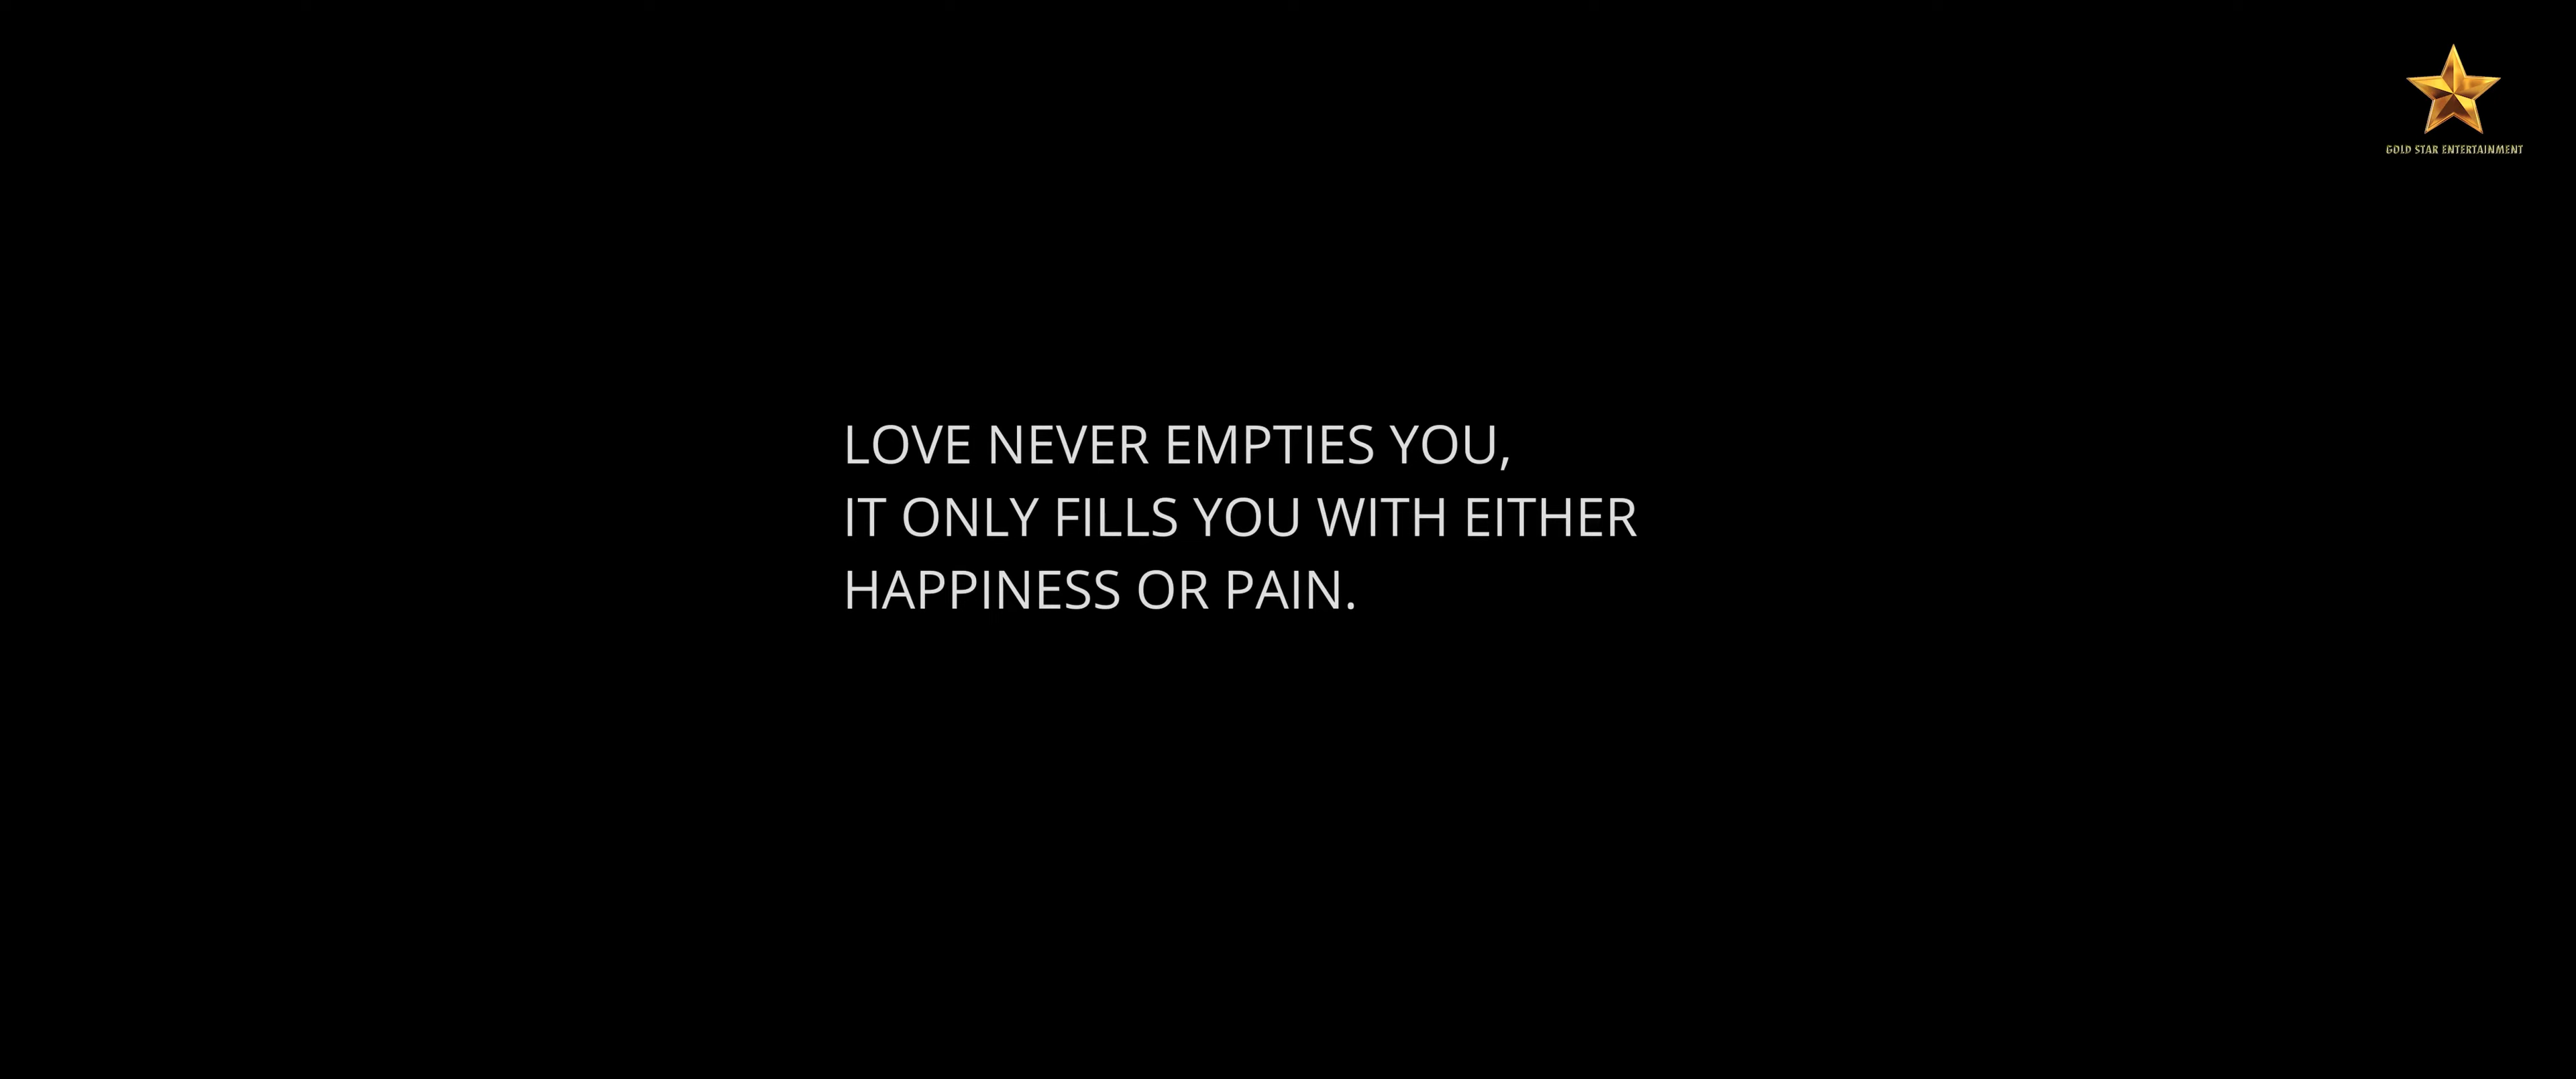 GOLD STAR ENTERTAINMENT
LOVE NEVER EMPTIES YOU,
IT ONLY FILLS YOU WITH EITHER
HAPPINESS OR PAIN.